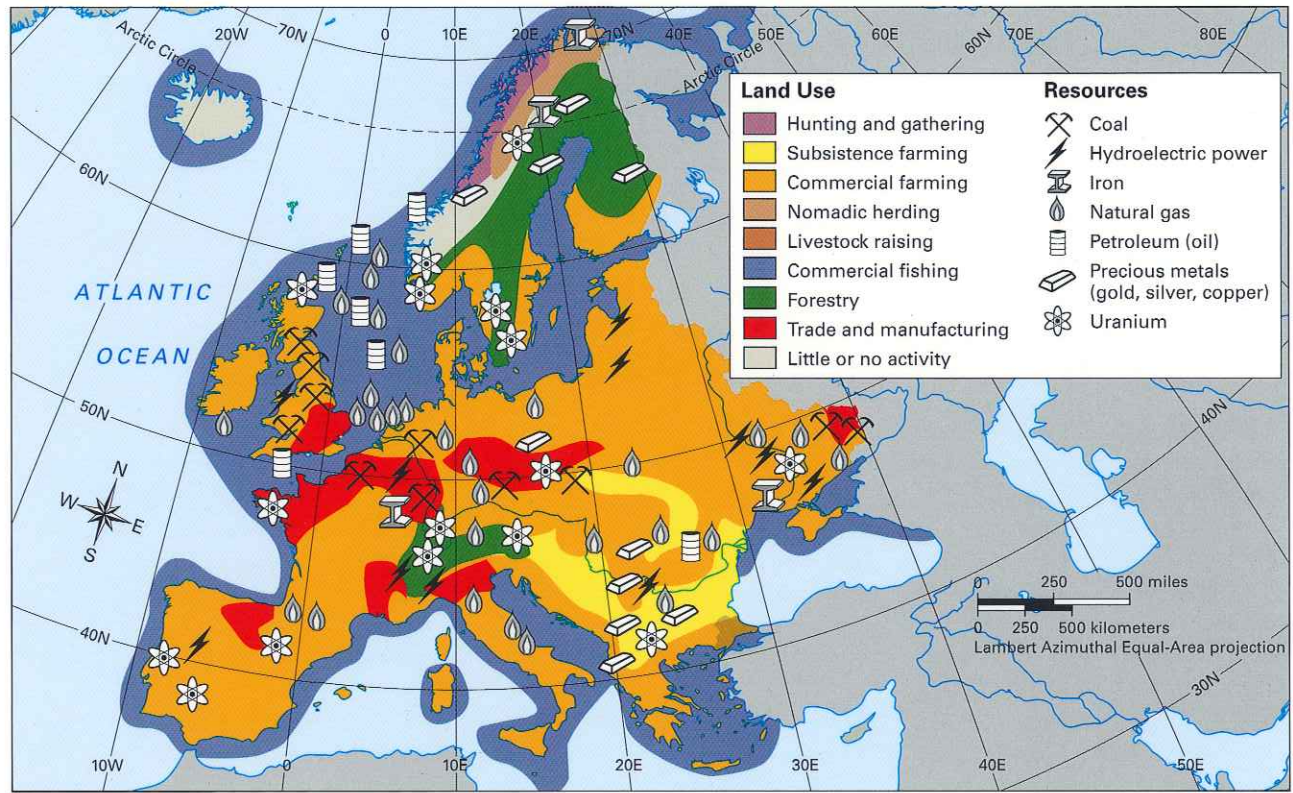 Arctic Circle
20W
70N
0
10E
20E
70N
Arctic Circle
40E
50E
60E
60N
70E
80E
60N
50N
40N
ATLANTIC
OCEAN
N
W
E
S
Land Use
Hunting and gathering
Subsistence farming
Commercial farming
Nomadic herding
Livestock raising
Commercial fishing
Forestry
Trade and manufacturing
Little or no activity
Resources
Coal
Hydroelectric power
Iron
Natural gas
Petroleum (oil)
Precious metals
(gold, silver, copper)
Uranium
50N
40N
30N
0 250 500 miles
0 250 500 kilometers
Lambert Azimuthal Equal-Area projection
10W
0
10E
20E
30E
40E
50E